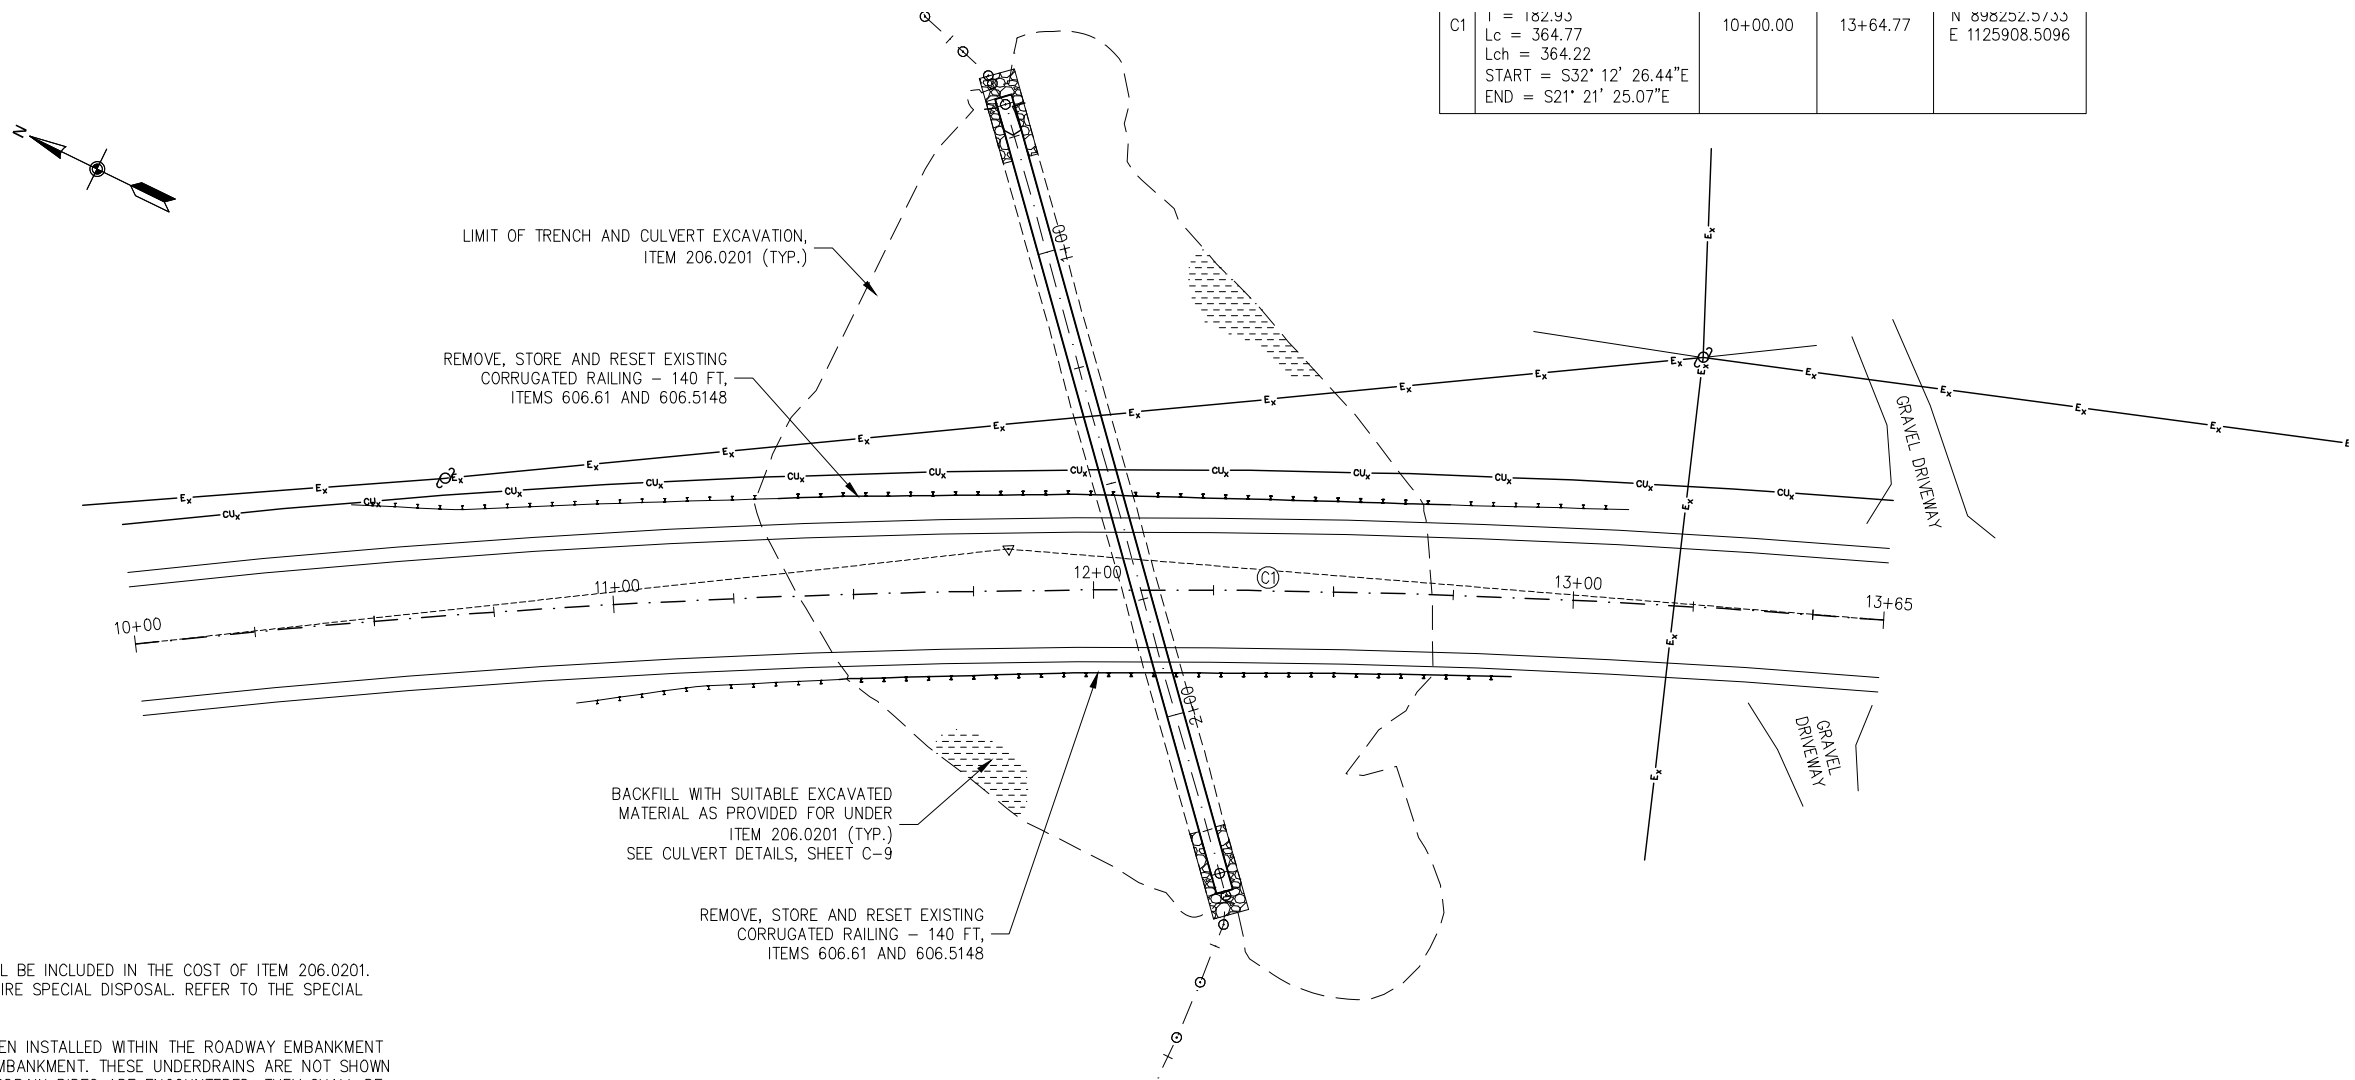 C1
T = 182.93
Lc = 364.77
Lch = 364.22
START = S32° 12' 26.44"E
END = S21° 21' 25.07"E
10+00.00
13+64.77
N 898252.5733
E 1125908.5096
N
LIMIT OF TRENCH AND CULVERT EXCAVATION,
ITEM 206.0201 (TYP.)
1+00
REMOVE, STORE AND RESET EXISTING
CORRUGATED RAILING – 140 FT,
ITEMS 606.61 AND 606.5148
GRAVEL DRIVEWAY
10+00
11+00
12+00
C1
13+00
13+65
2+00
GRAVEL
DRIVEWAY
BACKFILL WITH SUITABLE EXCAVATED
MATERIAL AS PROVIDED FOR UNDER
ITEM 206.0201 (TYP.)
SEE CULVERT DETAILS, SHEET C–9
REMOVE, STORE AND RESET EXISTING
CORRUGATED RAILING – 140 FT,
ITEMS 606.61 AND 606.5148
L BE INCLUDED IN THE COST OF ITEM 206.0201.
IRE SPECIAL DISPOSAL. REFER TO THE SPECIAL
EN INSTALLED WITHIN THE ROADWAY EMBANKMENT
MBANKMENT. THESE UNDERDRAINS ARE NOT SHOWN